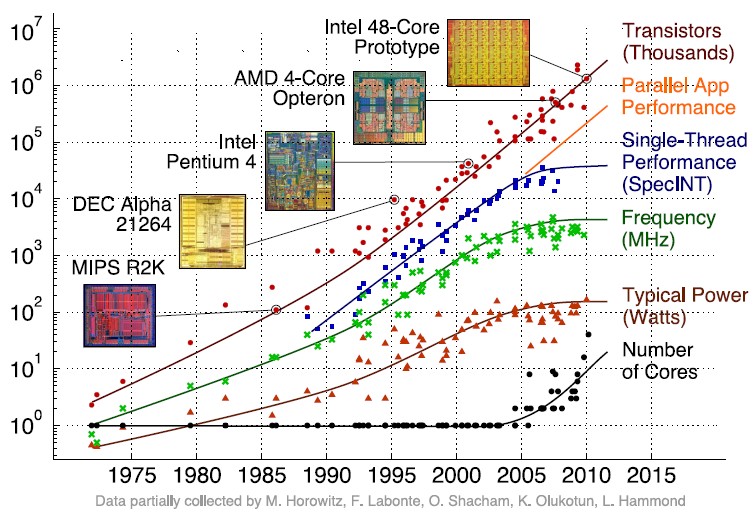 10^7
10^6
10^5
10^4
10^3
10^2
10^1
10^0
Intel 48-Core
Prototype
AMD 4-Core
Opteron
Intel
Pentium 4
DEC Alpha
21264
MIPS R2K
Transistors
(Thousands)
Parallel App
Performance
Single-Thread
Performance
(SpecINT)
Frequency
(MHz)
Typical Power
(Watts)
Number
of Cores
1975 1980 1985 1990 1995 2000 2005 2010 2015
Data partially collected by M. Horowitz, F. Labonte, O. Shacham, K. Olukotun, L. Hammond